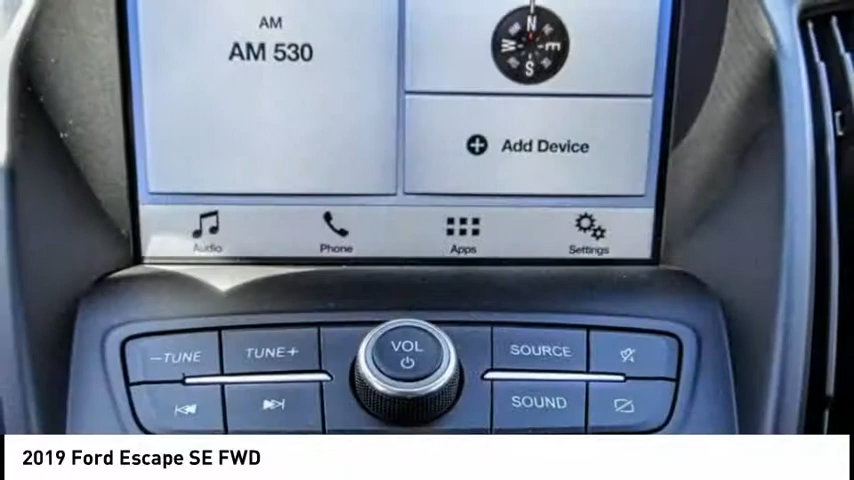 AM
AM 530
N
W E
S
Add Device
Audio
Phone
Apps
Settings
–TUNE
TUNE+
VOL
SOURCE
SOUND
2019 Ford Escape SE FWD